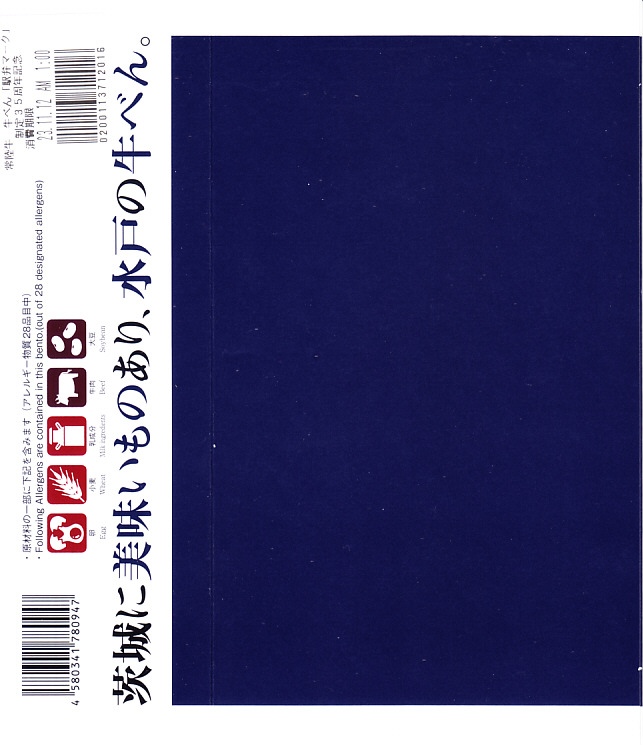 常陸牛 牛べん「駅弁マーク」
制定35周年記念
消費期限
23.11.12 AM 1:00
0200113712016
・原材料の一部に下記を含みます（アレルギー物質28品目中）
・Following Allergens are contained in this bento.(out of 28 designated allergens)
卵
Egg
小麦
Wheat
乳成分
Milk ingredients
牛肉
Beef
大豆
Soybean
4 580341 780947
茨城に美味いものあり、水戸の牛べん。